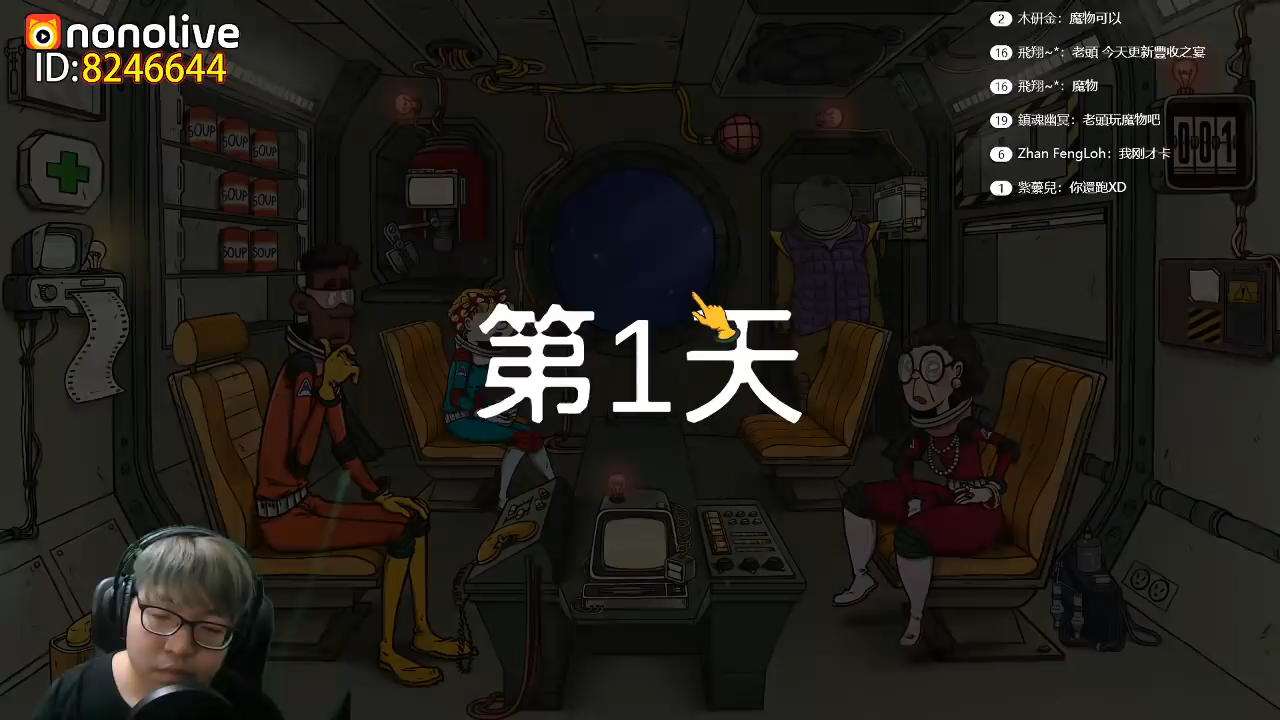 nonolive
ID:8246644
2 木研金：魔物可以
16 飛翔~*：老頭 今天更新豐收之宴
16 飛翔~*：魔物
19 鎮魂幽冥：老頭玩魔物吧
6 Zhan FengLoh：我刚才卡
1 紫蘡兒：你還跑XD
001
SOUP SOUP SOUP
SOUP SOUP
SOUP SOUP
第1天